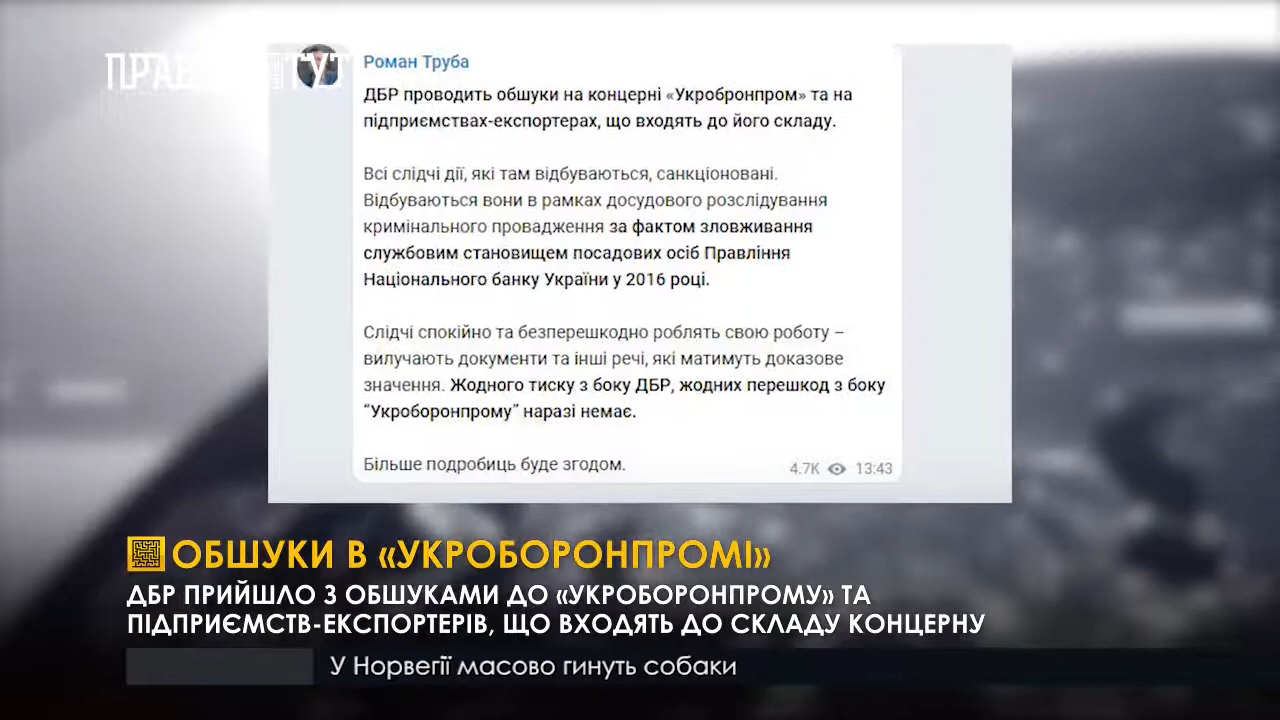 ТУТ
Роман Труба
ДБР проводить обшуки на концерні «Укробронпром» та на
підприємствах-експортерах, що входять до його складу.
Всі слідчі дії, які там відбуваються, санкціоновані.
Відбуваються вони в рамках досудового розслідування
кримінального провадження за фактом зловживання
службовим становищем посадових осіб Правління
Національного банку України у 2016 році.
Слідчі спокійно та безперешкодно роблять свою роботу –
вилучають документи та інші речі, які матимуть доказове
значення. Жодного тиску з боку ДБР, жодних перешкод з боку
“Укроборонпрому” наразі немає.
Більше подробиць буде згодом.
4.7K 13:43
ОБШУКИ В «УКРОБОРОНПРОМІ»
ДБР ПРИЙШЛО З ОБШУКАМИ ДО «УКРОБОРОНПРОМУ» ТА
ПІДПРИЄМСТВ-ЕКСПОРТЕРІВ, ЩО ВХОДЯТЬ ДО СКЛАДУ КОНЦЕРНУ
У Норвегії масово гинуть собаки